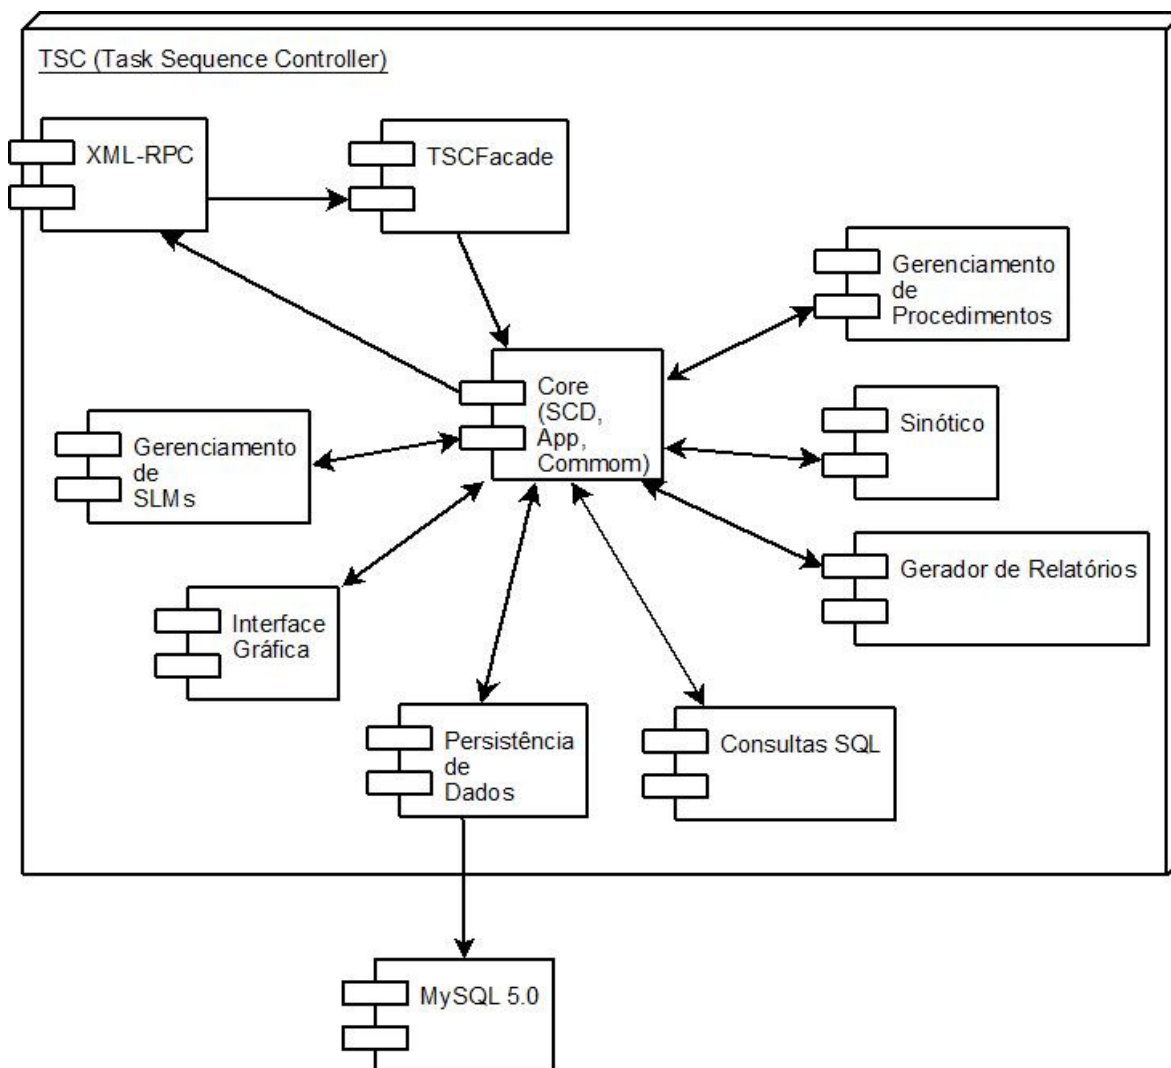 TSC (Task Sequence Controller)
XML-RPC
TSCFacade
Gerenciamento
de
Procedimentos
Core
(SCD,
App,
Commom)
Sinótico
Gerenciamento
de
SLMs
Gerador de Relatórios
Interface
Gráfica
Persistência
de
Dados
Consultas SQL
MySQL 5.0